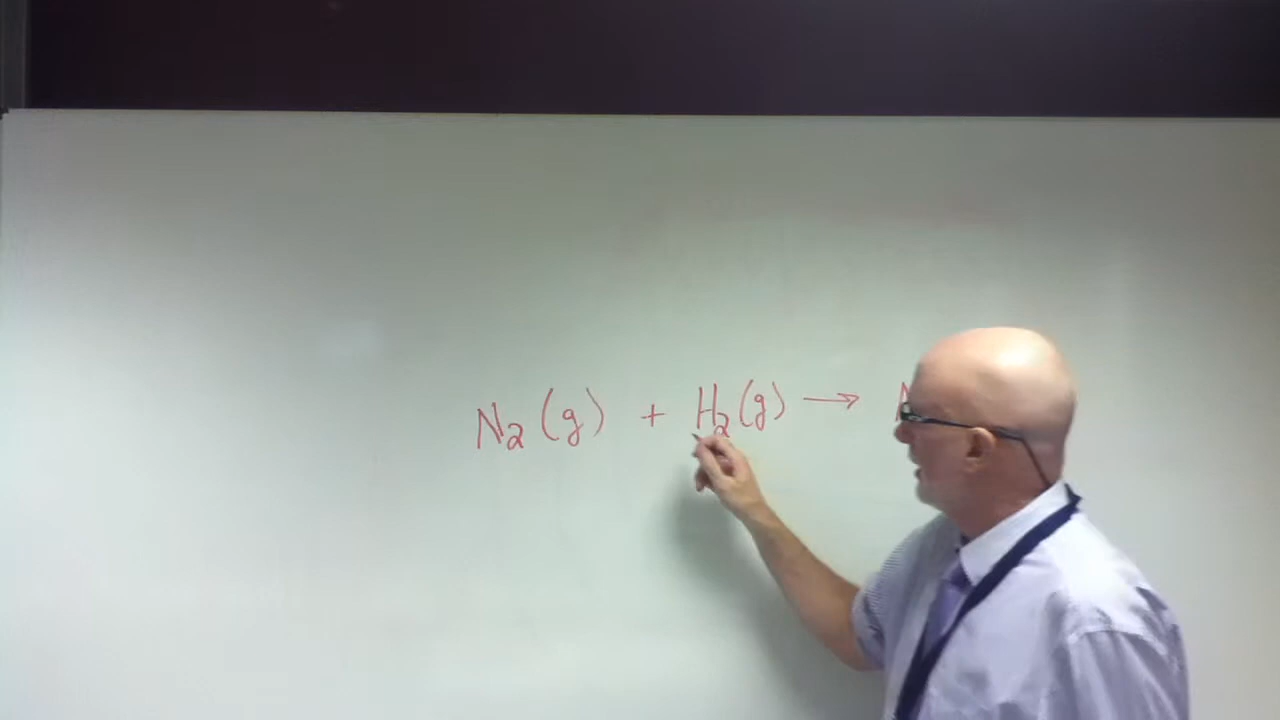 N₂ (g) + H₂ (g) → N